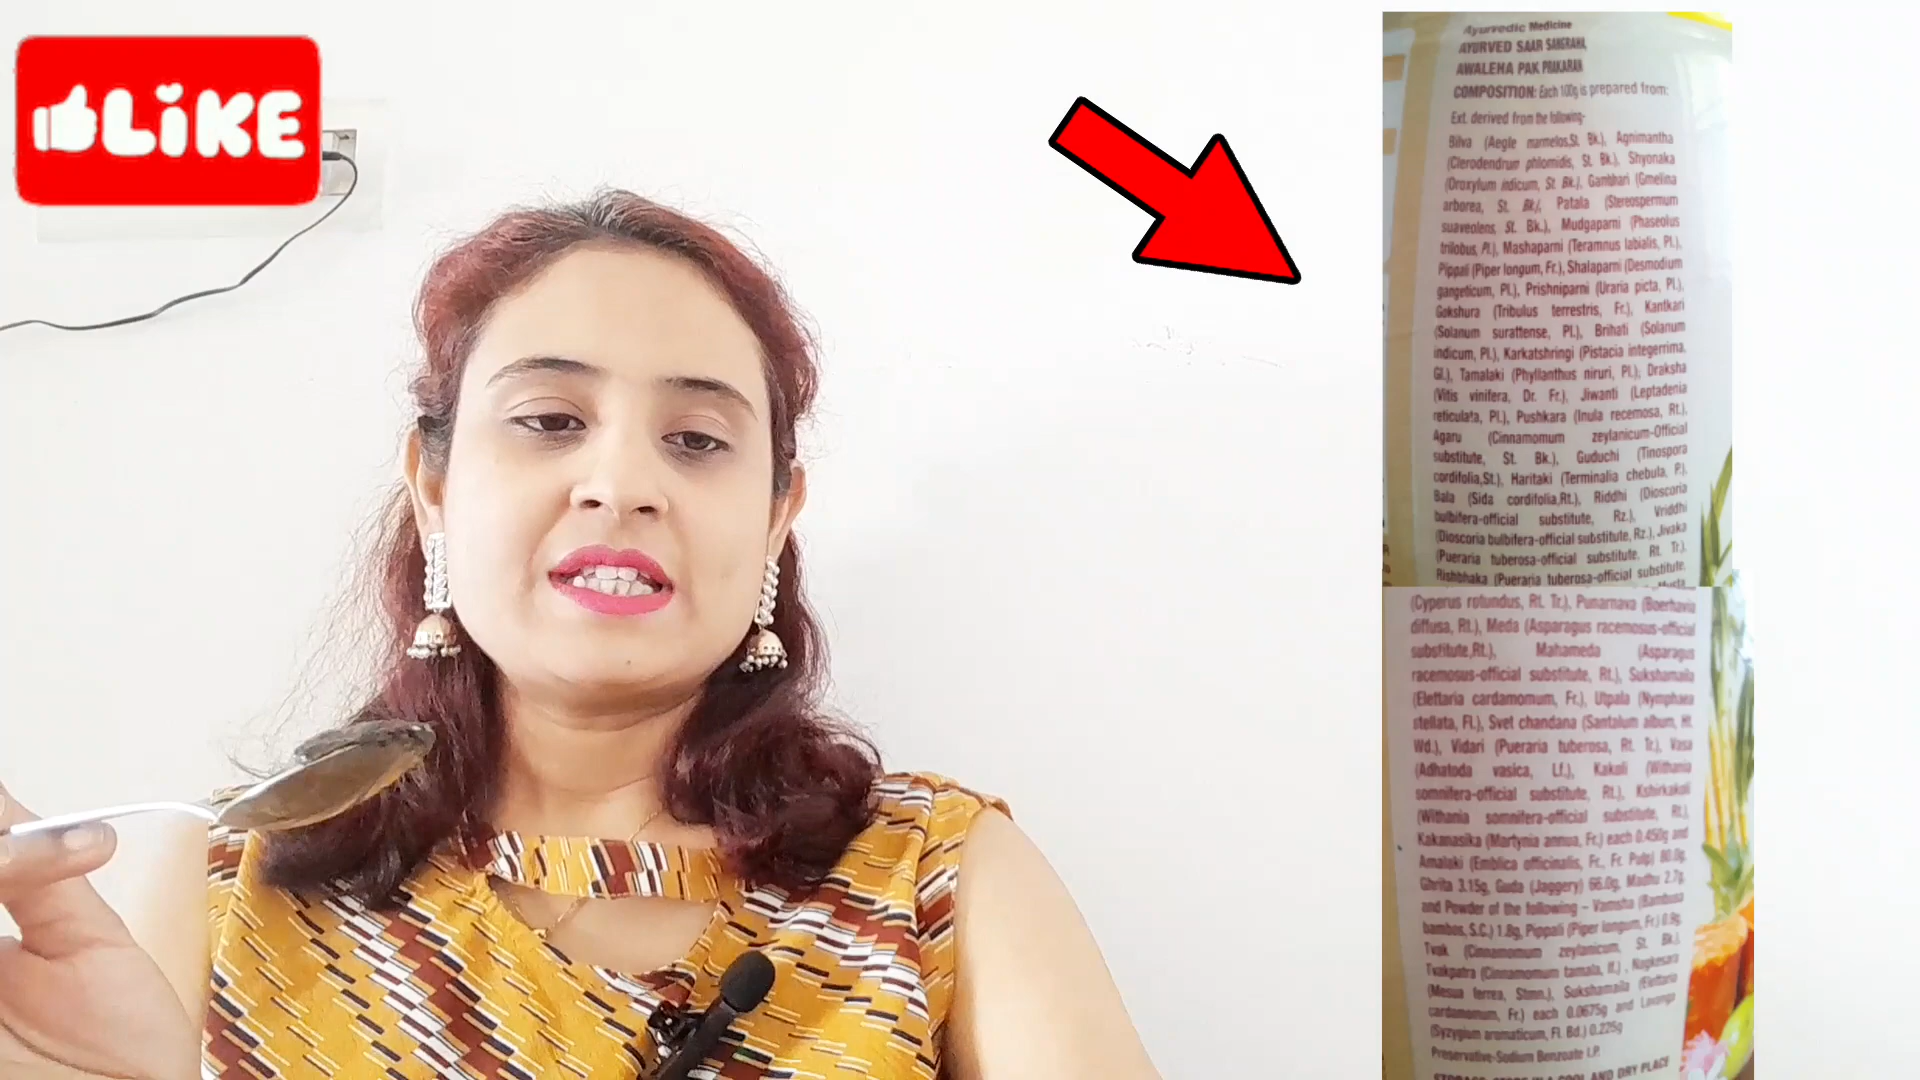 LiKE
Ayurvedic Medicine
AYURVED SAAR SANGRAHA,
AWALEHA PAK PRAKARAN
COMPOSITION: Each 100g is prepared from:
Ext. derived from the following-
Bilva (Aegle marmelos,St. Bk.), Agnimantha
(Clerodendrum phlomidis, St. Bk.), Shyonaka
(Oroxylum indicum, St. Bk.), Gambhari (Gmelina
arborea, St. Bk), Patala (Stereospermum
suaveolens, St. Bk.), Mudgaparni (Phaseolus
trilobus, Pl.), Mashaparni (Teramnus labialis, Pl.),
Pippali (Piper longum, Fr.), Shalaparni (Desmodium
gangeticum, Pl.), Prishniparni (Uraria picta, Pl.),
Gokshura (Tribulus terrestris, Fr.), Kantkari
(Solanum surattense, Pl.), Brihati (Solanum
indicum, Pl.), Karkatshringi (Pistacia integerrima,
Gl.), Tamalaki (Phyllanthus niruri, Pl.); Draksha
(Vitis vinifera, Dr. Fr.), Jiwanti (Leptadenia
reticulata, Pl.), Pushkara (Inula recemosa, Rt.),
Agaru (Cinnamomum zeylanicum-Official
substitute, St. Bk.), Guduchi (Tinospora
cordifolia,St.), Haritaki (Terminalia chebula, P.),
Bala (Sida cordifolia,Rt.), Riddhi (Dioscoria
bulbifera-official substitute, Rz.), Vriddhi
(Dioscoria bulbifera-official substitute, Rz.), Jivaka
(Pueraria tuberosa-official substitute, Rt. Tr.),
Rishbhaka (Pueraria tuberosa-official substitute,
Musta
(Cyperus rotundus, Rt. Tr.), Punarnava (Boerhavia
diffusa, Rt.), Meda (Asparagus racemosus-official
substitute,Rt.), Mahameda (Asparagus
racemosus-official substitute, Rt.), Sukshamaila
(Elettaria cardamomum, Fr.), Utpala (Nymphaea
stellata, Fl.), Svet chandana (Santalum album, Ht.
Wd.), Vidari (Pueraria tuberosa, Rt. Tr.), Vasa
(Adhatoda vasica, Lf.), Kakoli (Withania
somnifera-official substitute, Rt.), Kshirkakoli
(Withania somnifera-official substitute, Rt.),
Kakanasika (Martynia annua, Fr.) each 0.450g and
Amalaki (Emblica officinalis, Fr., Fr. Pulp) 80.0g,
Ghrita 3.15g, Guda (Jaggery) 66.0g, Madhu 2.7g
and Powder of the following - Vamsha (Bambusa
bambos, S.C.) 1.8g, Pippali (Piper longum, Fr.) 0.9g,
Tvak (Cinnamomum zeylanicum, St. Bk.),
Tvakpatra (Cinnamomum tamala, lf.) , Nagkesara
(Mesua ferrea, Stmn.), Sukshamaila (Elettaria
cardamomum, Fr.) each 0.0675g and Lavanga
(Syzygium aromaticum, Fl. Bd.) 0.225g
Preservative-Sodium Benzoate I.P.
STORAGE: STORE IN A COOL AND DRY PLACE